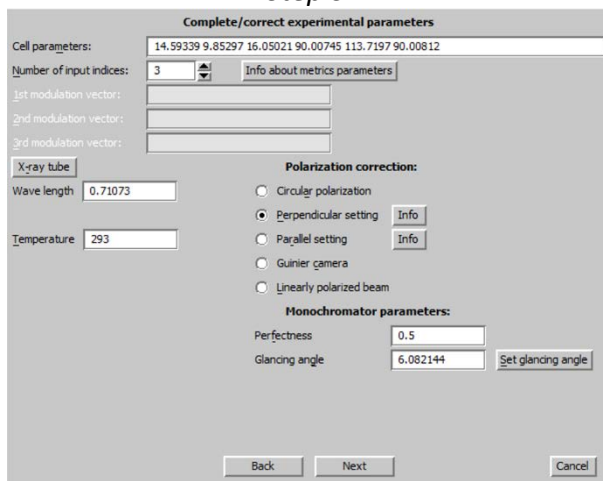 Complete/correct experimental parameters
Cell parameters: 14.59339 9.85297 16.05021 90.00745 113.7197 90.00812
Number of input indices: 3 Info about metrics parameters
1st modulation vector:
2nd modulation vector:
3rd modulation vector:
X-ray tube Polarization correction:
Wave length 0.71073 Circular polarization
Perpendicular setting Info
Temperature 293 Parallel setting Info
Guinier camera
Linearly polarized beam
Monochromator parameters:
Perfectness 0.5
Glancing angle 6.082144 Set glancing angle
Back Next Cancel